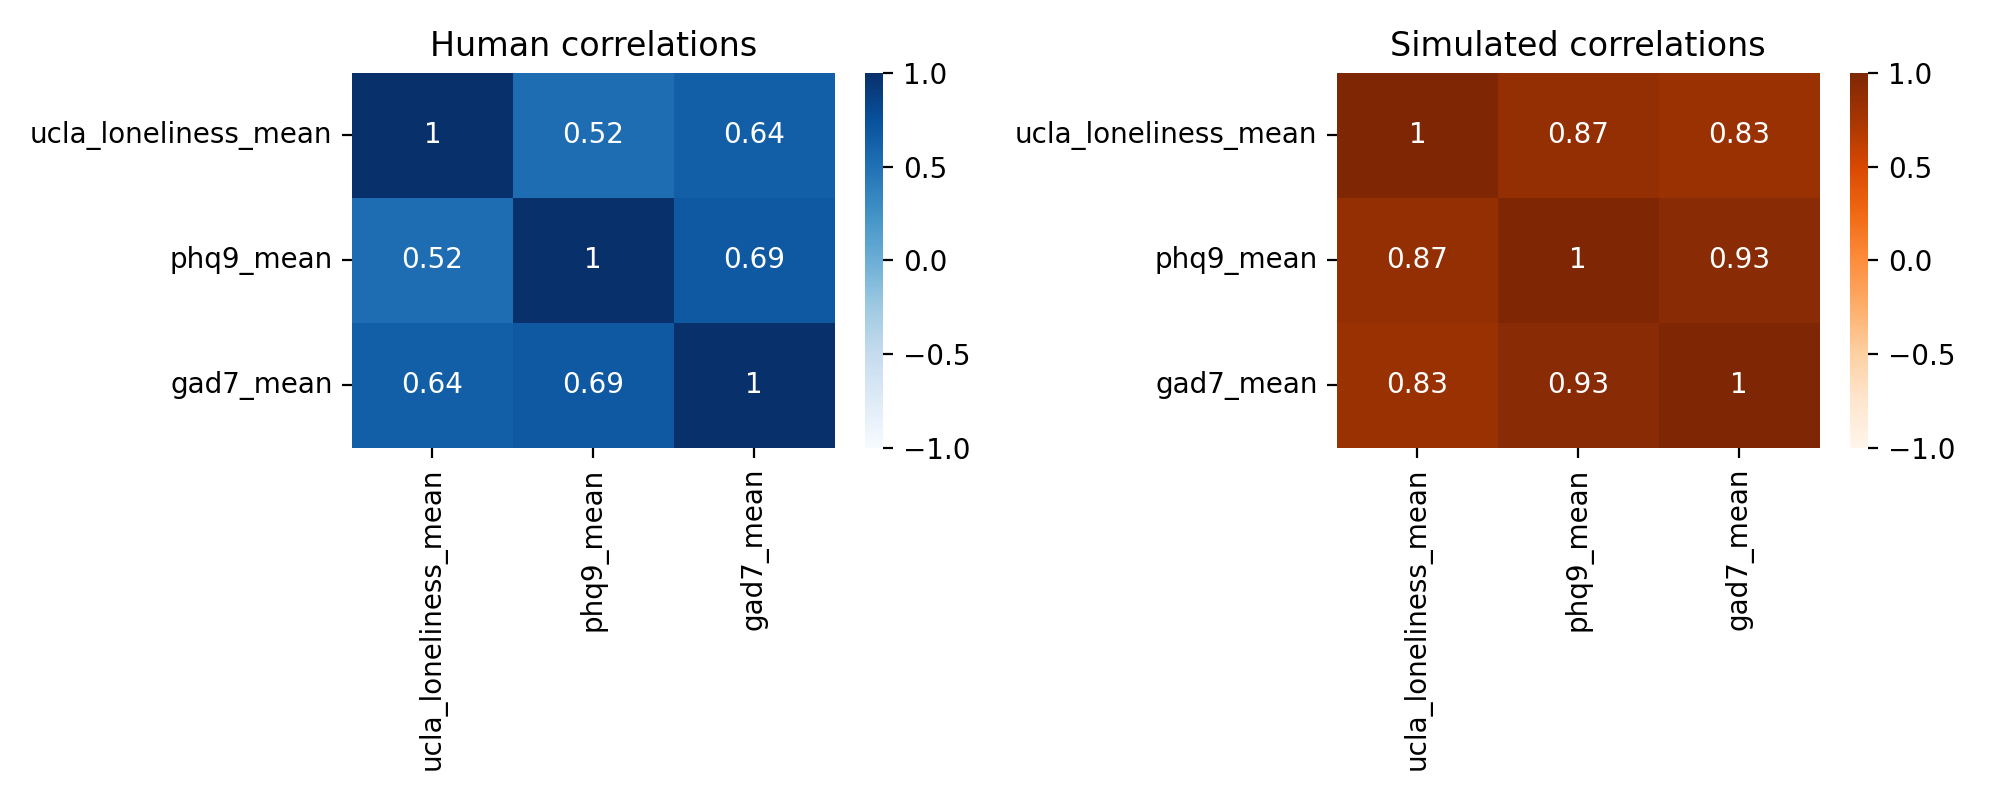 Human correlations
ucla_loneliness_mean
phq9_mean
gad7_mean
1 0.52 0.64
0.52 1 0.69
0.64 0.69 1
ucla_loneliness_mean
phq9_mean
gad7_mean
1.0
0.5
0.0
−0.5
−1.0
Simulated correlations
ucla_loneliness_mean
phq9_mean
gad7_mean
1 0.87 0.83
0.87 1 0.93
0.83 0.93 1
ucla_loneliness_mean
phq9_mean
gad7_mean
1.0
0.5
0.0
−0.5
−1.0